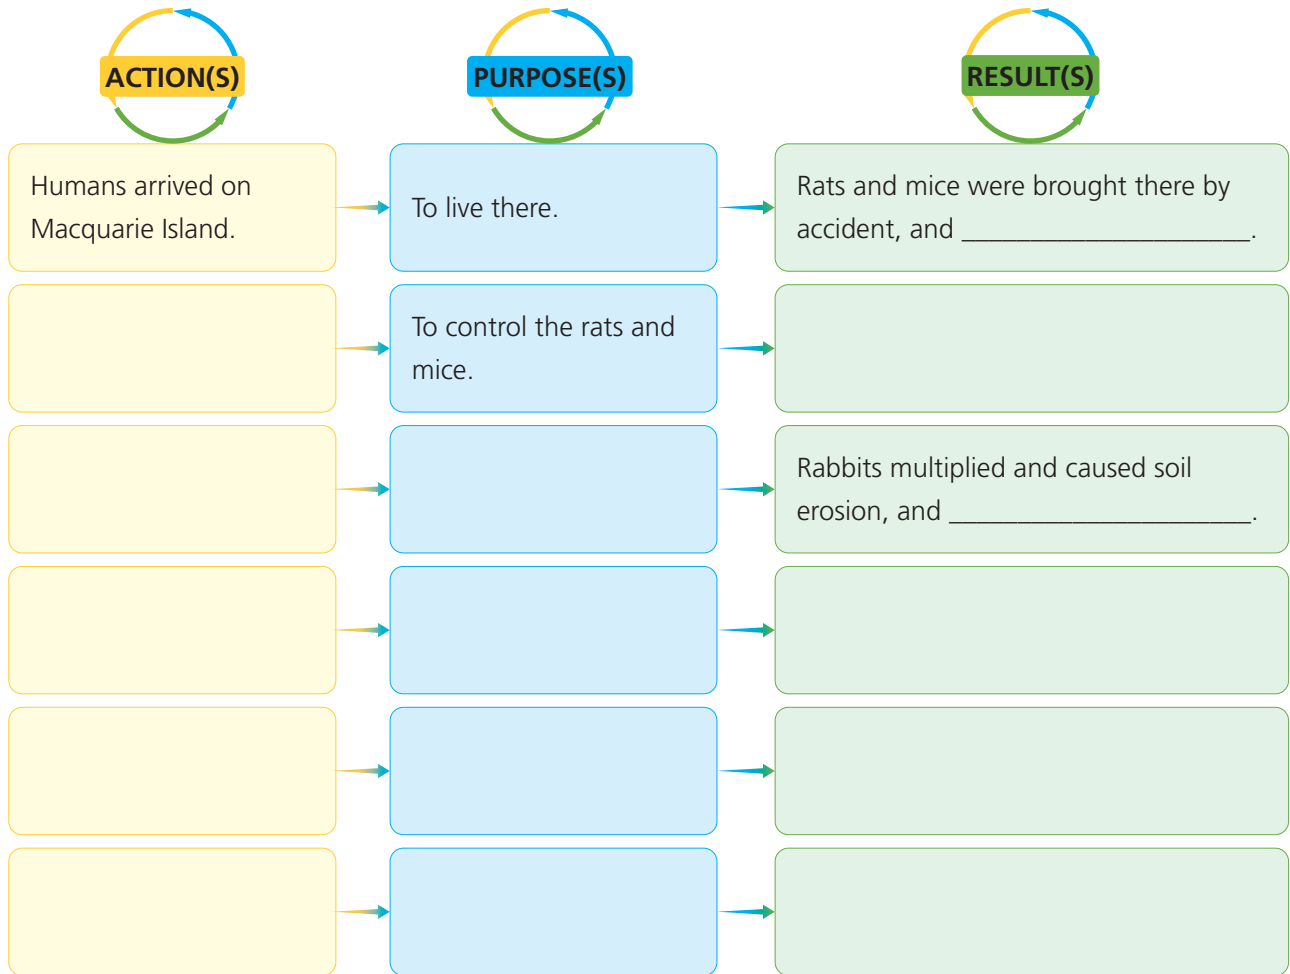 ACTION(S)
PURPOSE(S)
RESULT(S)
Humans arrived on
Macquarie Island.
To live there.
Rats and mice were brought there by
accident, and _____________________.
To control the rats and
mice.
Rabbits multiplied and caused soil
erosion, and ______________________.